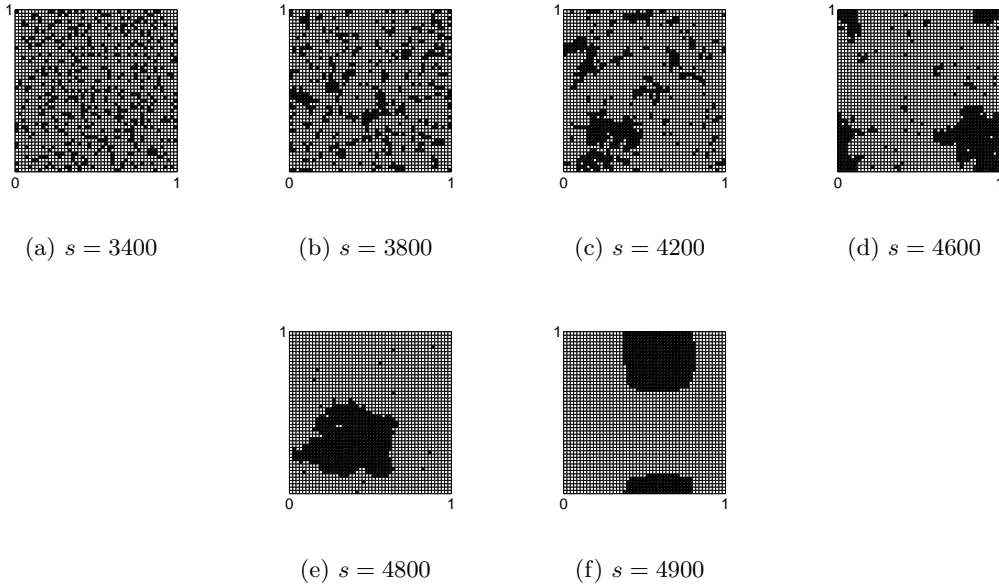 1 1 1 1
0 1 0 1 0 1 0 1
(a) s = 3400 (b) s = 3800 (c) s = 4200 (d) s = 4600
1 1
0 1 0 1
(e) s = 4800 (f) s = 4900